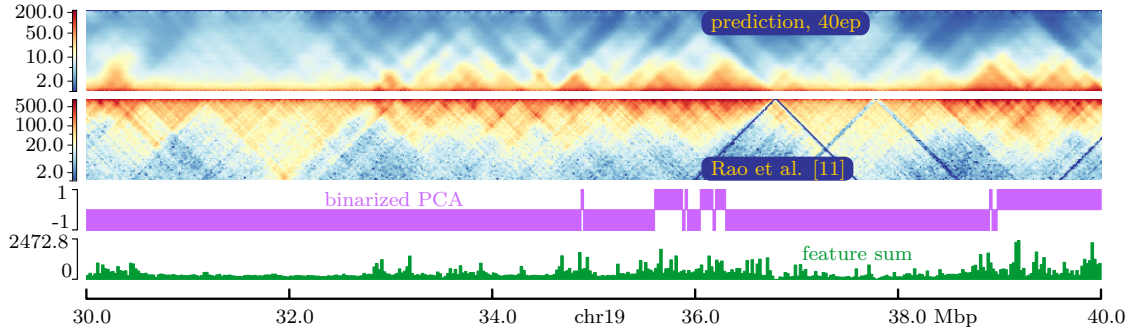 200.0
50.0
10.0
2.0
prediction, 40ep
500.0
100.0
20.0
2.0
Rao et al. [11]
1
-1
binarized PCA
2472.8
0
feature sum
30.0 32.0 34.0 chr19 36.0 38.0 Mbp 40.0